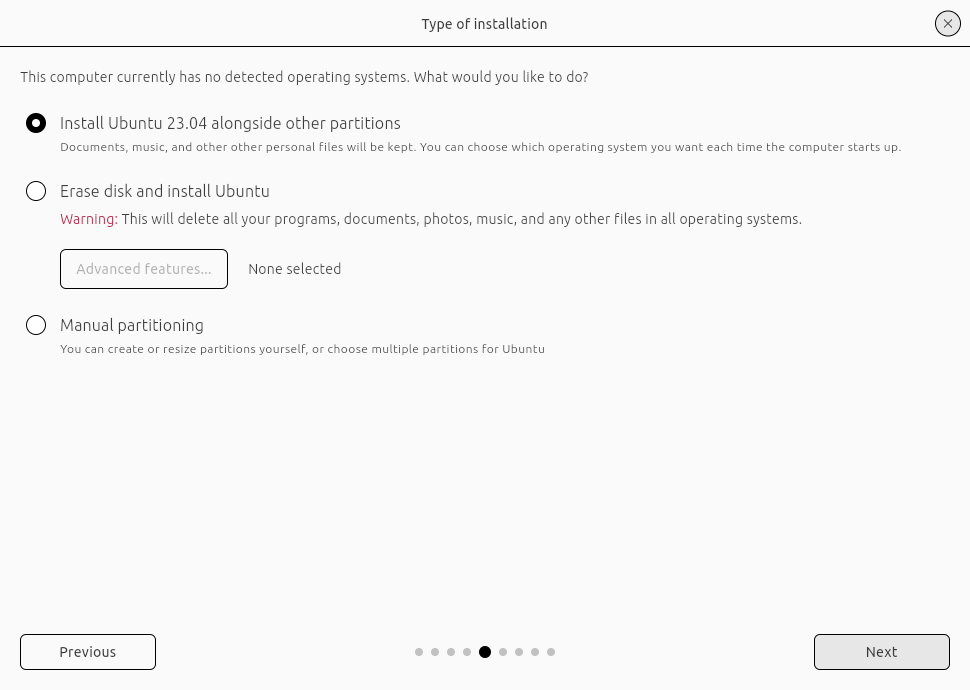 Type of installation
This computer currently has no detected operating systems. What would you like to do?
Install Ubuntu 23.04 alongside other partitions
Documents, music, and other other personal files will be kept. You can choose which operating system you want each time the computer starts up.
Erase disk and install Ubuntu
Warning: This will delete all your programs, documents, photos, music, and any other files in all operating systems.
Advanced features... None selected
Manual partitioning
You can create or resize partitions yourself, or choose multiple partitions for Ubuntu
Previous Next